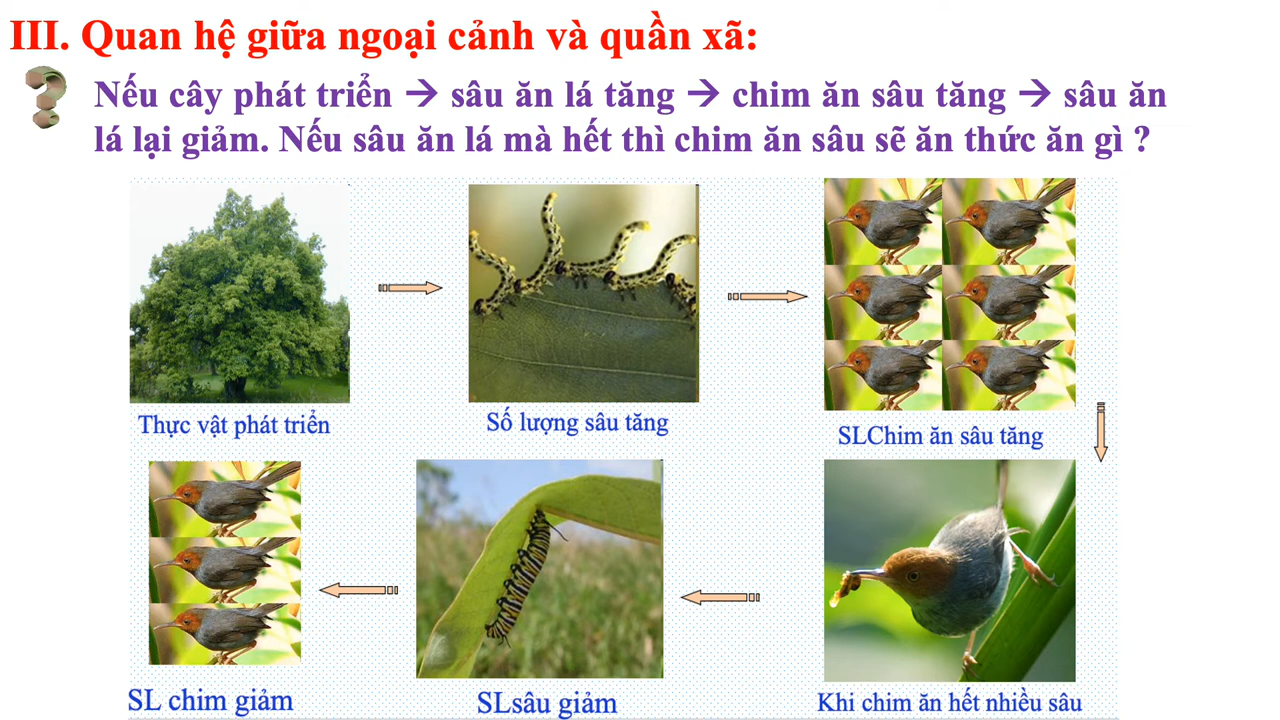 III. Quan hệ giữa ngoại cảnh và quần xã:
Nếu cây phát triển → sâu ăn lá tăng → chim ăn sâu tăng → sâu ăn
lá lại giảm. Nếu sâu ăn lá mà hết thì chim ăn sâu sẽ ăn thức ăn gì ?
Thực vật phát triển
Số lượng sâu tăng
SLChim ăn sâu tăng
SL chim giảm
SLsâu giảm
Khi chim ăn hết nhiều sâu